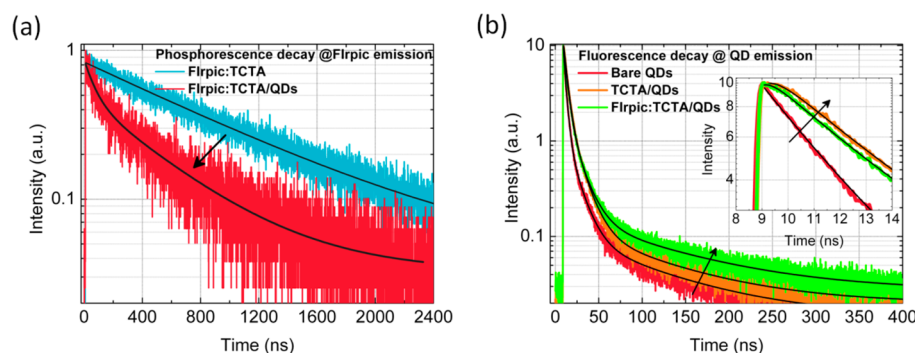 (a)
Phosphorescence decay @FIrpic emission
FIrpic:TCTA
FIrpic:TCTA/QDs
Intensity (a.u.)
1
0.1
0 400 800 1200 1600 2000 2400
Time (ns)
(b)
Fluorescence decay @ QD emission
Bare QDs
TCTA/QDs
FIrpic:TCTA/QDs
Intensity (a.u.)
10
1
0.1
0 50 100 150 200 250 300 350 400
Time (ns)
Intensity
10
8
6
4
8 9 10 11 12 13 14
Time (ns)